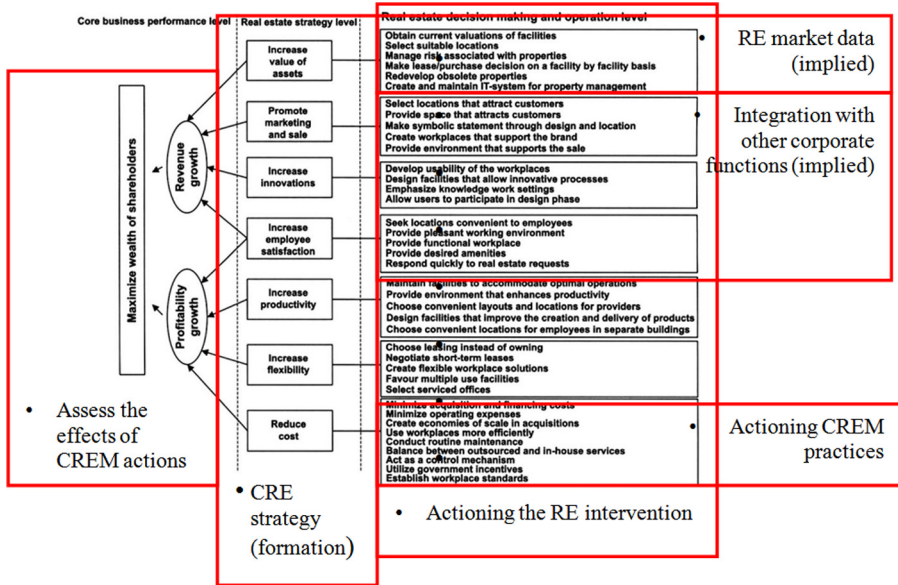 Core business performance level
Real estate strategy level
Real estate decision making and operation level
Maximize wealth of shareholders
Revenue
growth
Profitability
growth
Increase
value of
assets
Obtain current valuations of facilities
Select suitable locations
Manage risk associated with properties
Make lease/purchase decision on a facility by facility basis
Redevelop obsolete properties
Create and maintain IT-system for property management
Promote
marketing
and sale
Select locations that attract customers
Provide space that attracts customers
Make symbolic statement through design and location
Create workplaces that support the brand
Provide environment that supports the sale
Increase
innovations
Develop usability of the workplaces
Design facilities that allow innovative processes
Emphasize knowledge work settings
Allow users to participate in design phase
Increase
employee
satisfaction
Seek locations convenient to employees
Provide pleasant working environment
Provide functional workplace
Provide desired amenities
Respond quickly to real estate requests
Increase
productivity
Maintain facilities to accommodate optimal operations
Provide environment that enhances productivity
Choose convenient layouts and locations for providers
Design facilities that improve the creation and delivery of products
Choose convenient locations for employees in separate buildings
Increase
flexibility
Choose leasing instead of owning
Negotiate short-term leases
Create flexible workplace solutions
Favour multiple use facilities
Select serviced offices
Reduce
cost
Minimize acquisition and financing costs
Minimize operating expenses
Create economies of scale in acquisitions
Use workplaces more efficiently
Conduct routine maintenance
Balance between outsourced and in-house services
Act as a control mechanism
Utilize government incentives
Establish workplace standards
• RE market data
(implied)
• Integration with
other corporate
functions (implied)
• Actioning CREM
practices
• Assess the
effects of
CREM actions
• CRE
strategy
(formation)
• Actioning the RE intervention